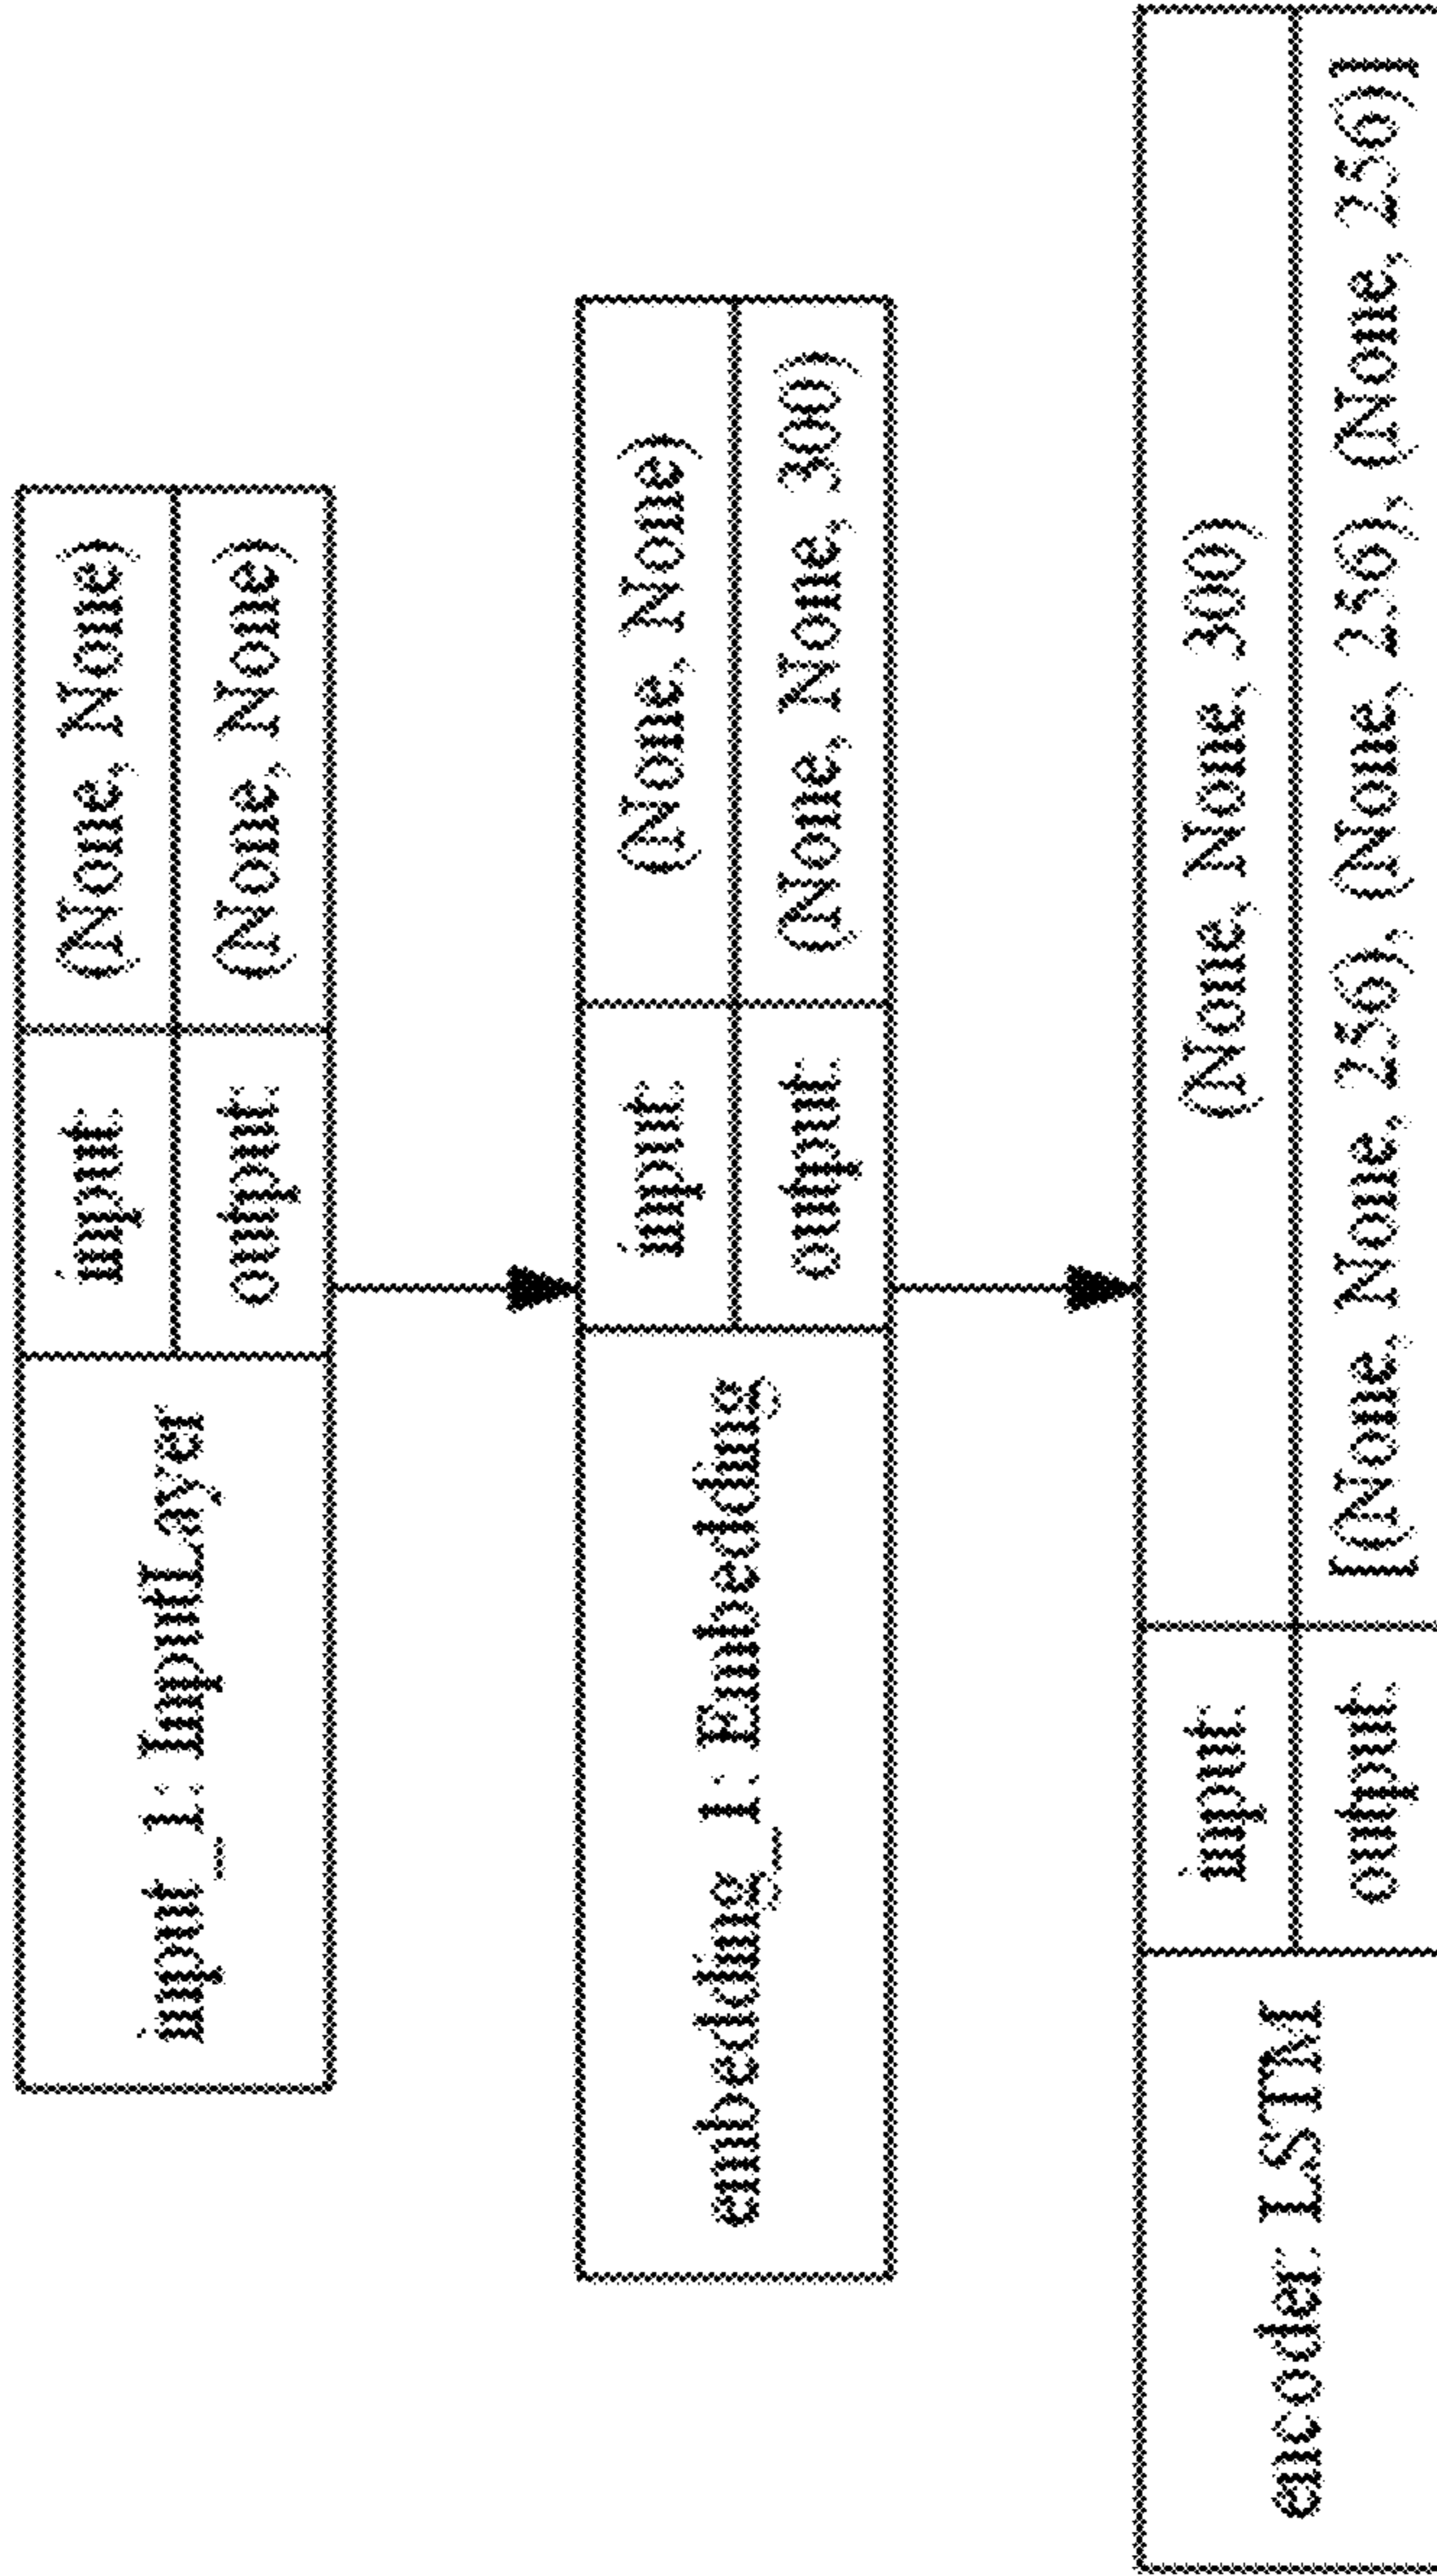 input_1: InputLayer
input:
(None, None)
output:
(None, None)
embedding_1: Embedding
input:
(None, None)
output:
(None, None, 300)
encoder: LSTM
input:
(None, None, 300)
output:
[(None, None, 256), (None, 256), (None, 256)]